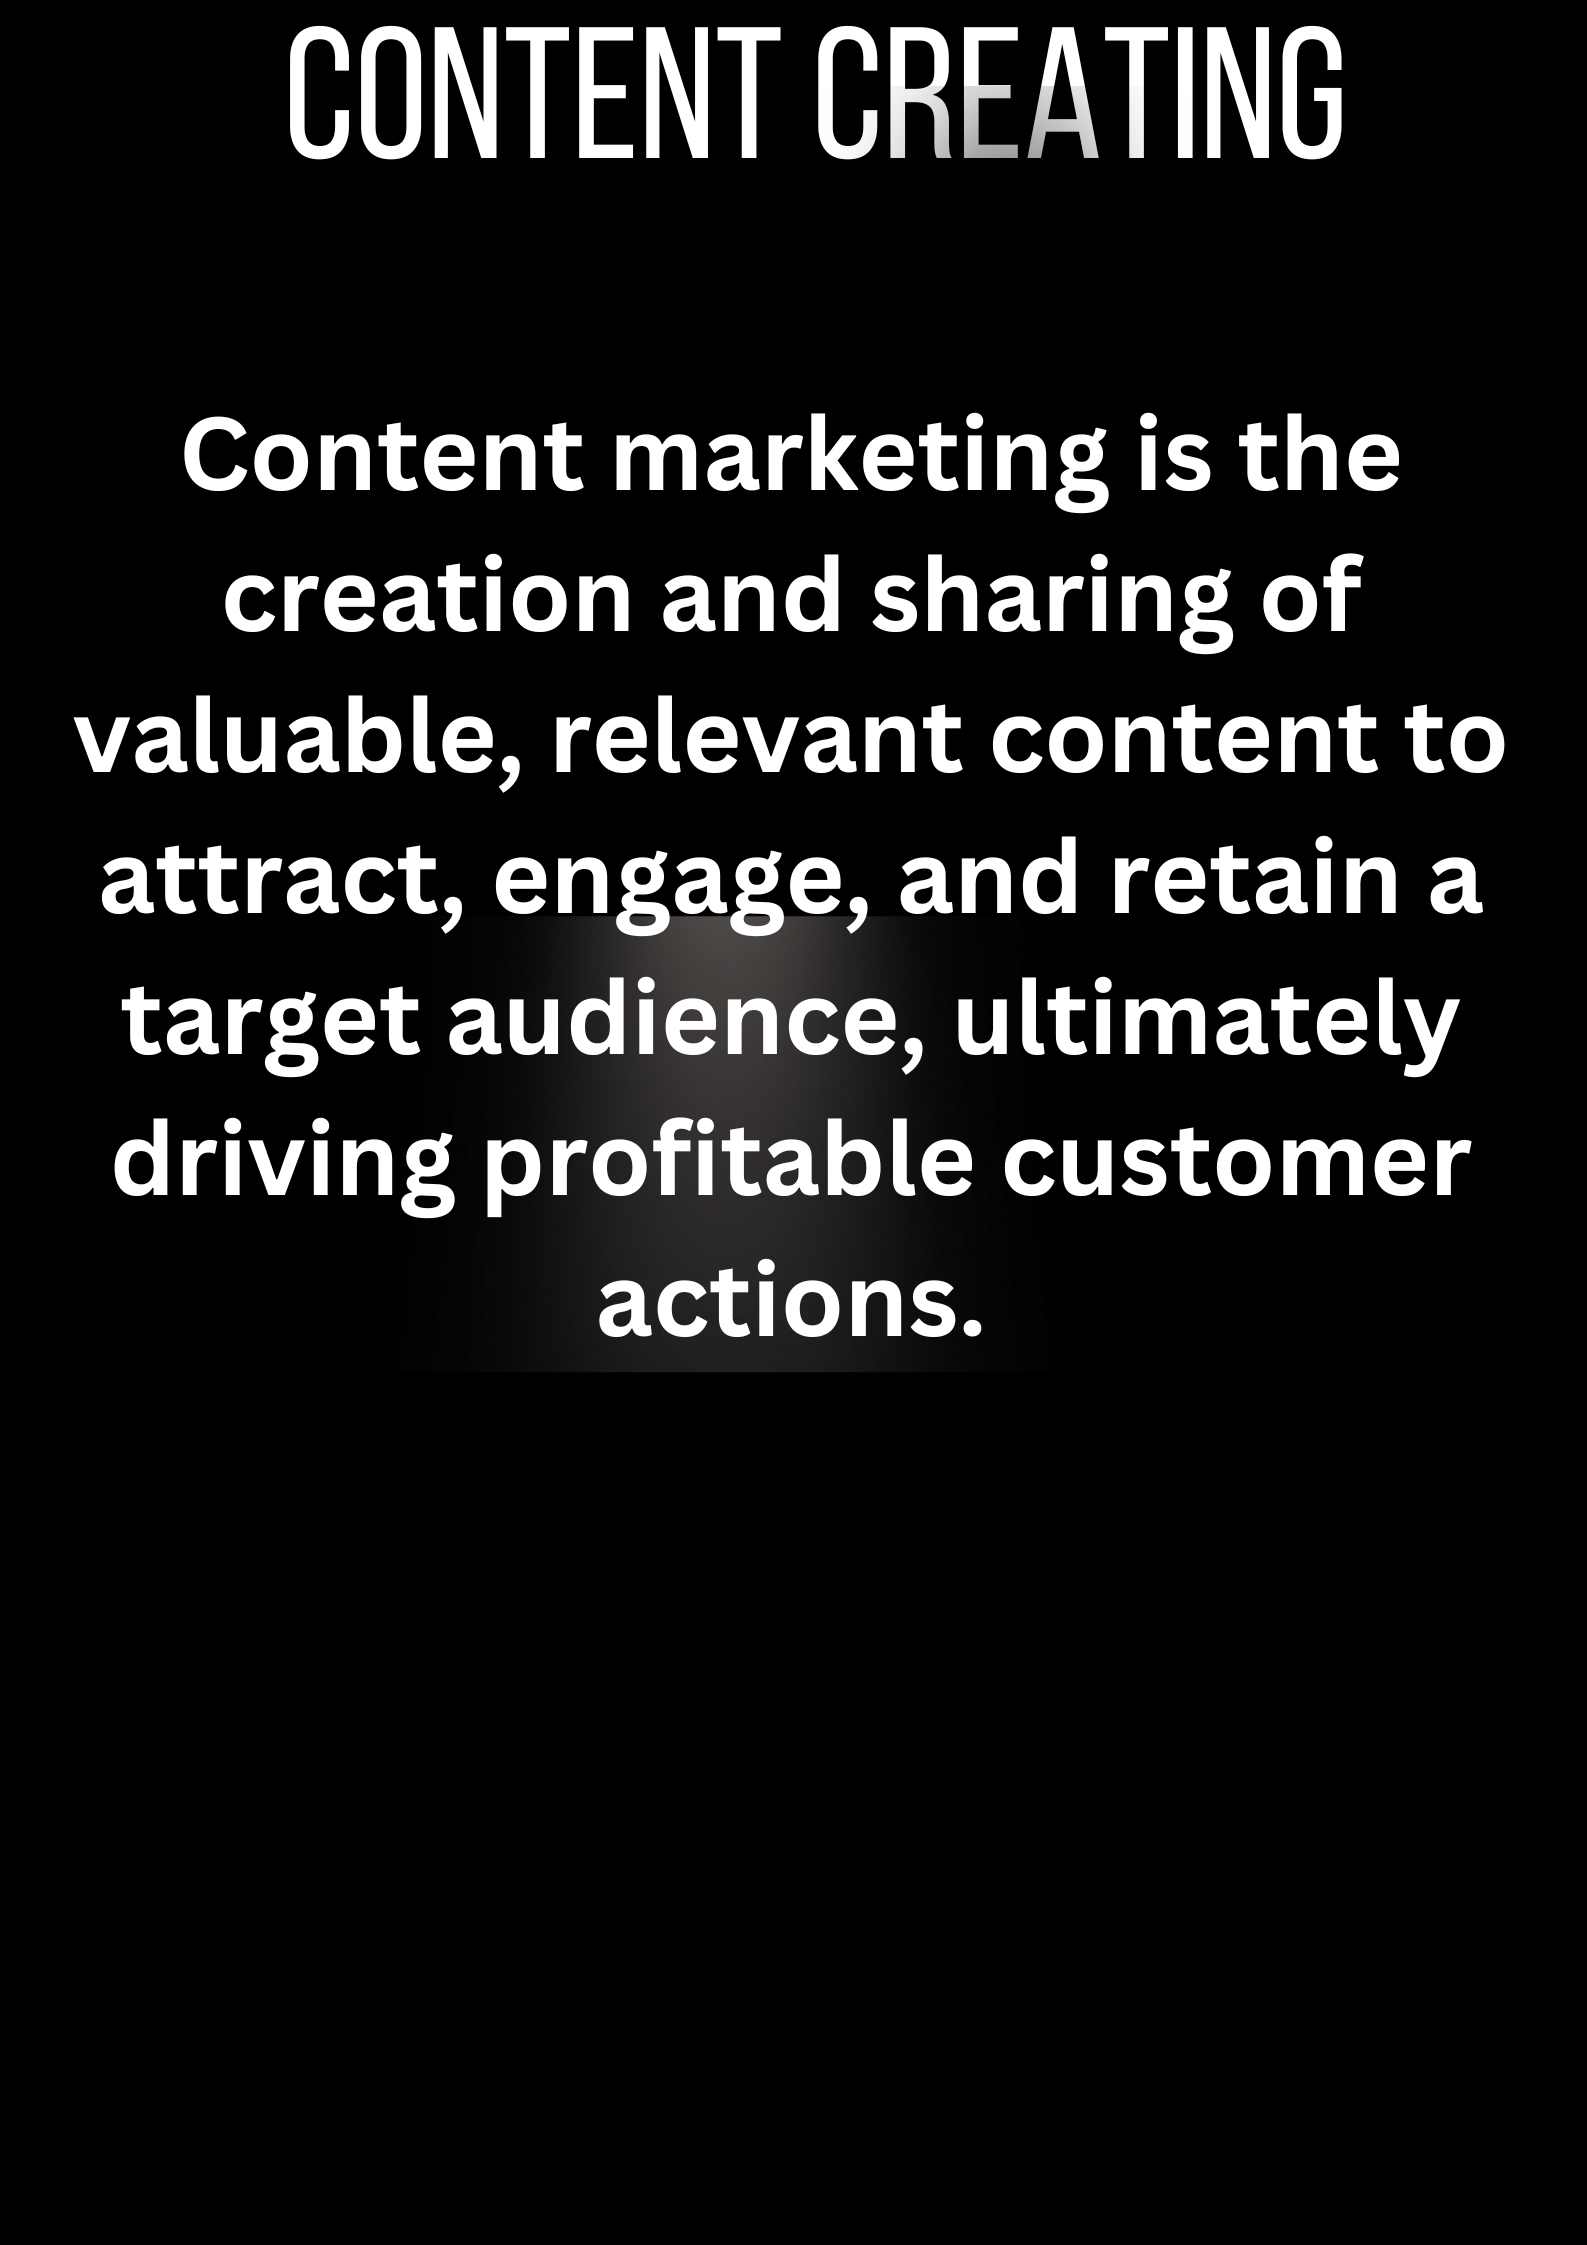 CONTENT CREATING
Content marketing is the
creation and sharing of
valuable, relevant content to
attract, engage, and retain a
target audience, ultimately
driving profitable customer
actions.